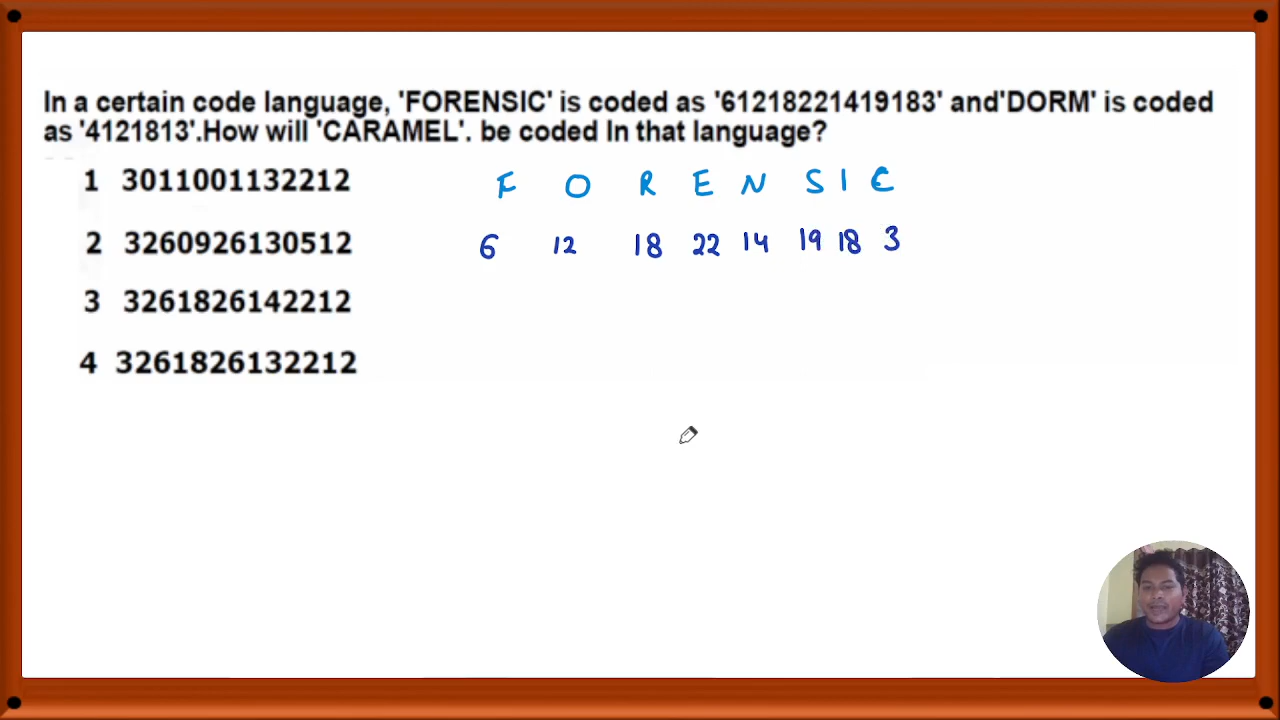 In a certain code language, 'FORENSIC' is coded as '61218221419183' and'DORM' is coded
as '4121813'.How will 'CARAMEL'. be coded In that language?
1 3011001132212
2 3260926130512
3 3261826142212
4 3261826132212
F O R E N S I C
6 12 18 22 14 19 18 3